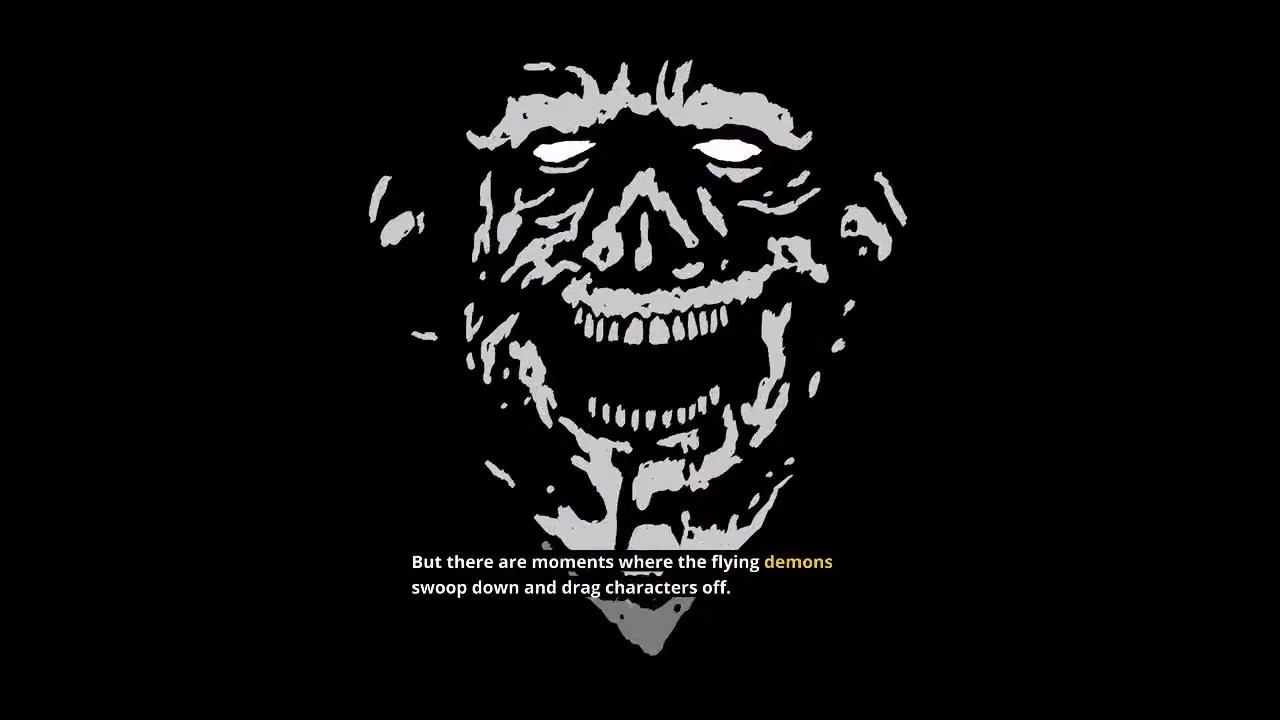 But there are moments where the flying demons
swoop down and drag characters off.